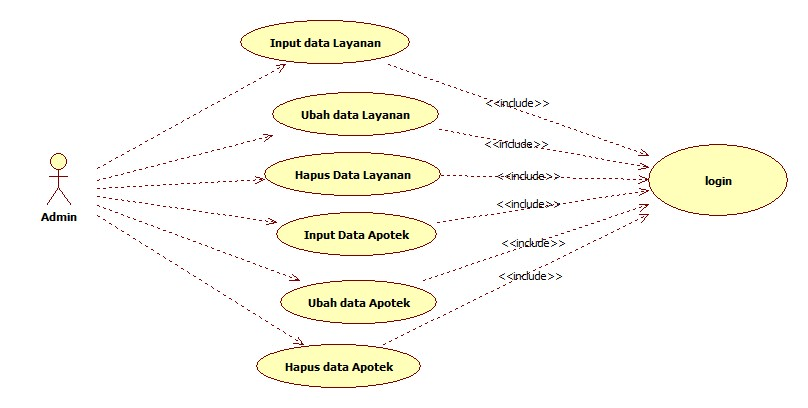 Input data Layanan
<<include>>
Ubah data Layanan
<<include>>
Hapus Data Layanan
<<include>>
login
Admin
<<include>>
Input Data Apotek
<<include>>
Ubah data Apotek
<<include>>
Hapus data Apotek